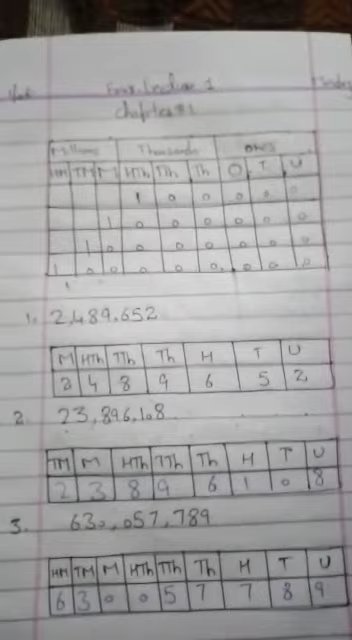 Chapter # 1
Millions Thousands Ones
HM TM M HTh TTh Th O T U
1 0 0 0 0 0
1 0 0 0 0 0 0
1 0 0 0 0 0 0 0
1 0 0 0 0 0 0 0 0
1. 2,489,652
M HTh TTh Th H T U
2 4 8 9 6 5 2
2. 23,896,108
TM M HTh TTh Th H T U
2 3 8 9 6 1 0 8
3. 630,057,789
HM TM M HTh TTh Th H T U
6 3 0 0 5 7 7 8 9